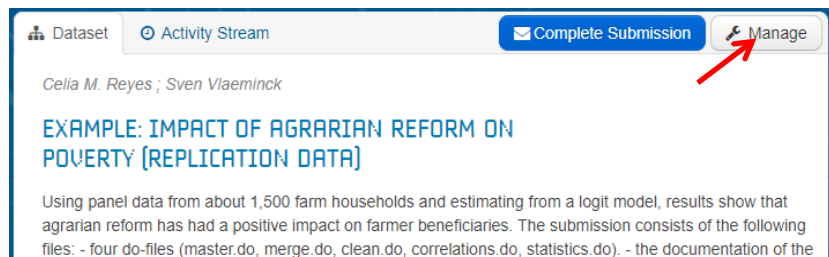 Dataset Activity Stream Complete Submission Manage
Celia M. Reyes ; Sven Vlaeminck
EXAMPLE: IMPACT OF AGRARIAN REFORM ON
POVERTY (REPLICATION DATA)
Using panel data from about 1,500 farm households and estimating from a logit model, results show that
agrarian reform has had a positive impact on farmer beneficiaries. The submission consists of the following
files: - four do-files (master.do, merge.do, clean.do, correlations.do, statistics.do). - the documentation of the